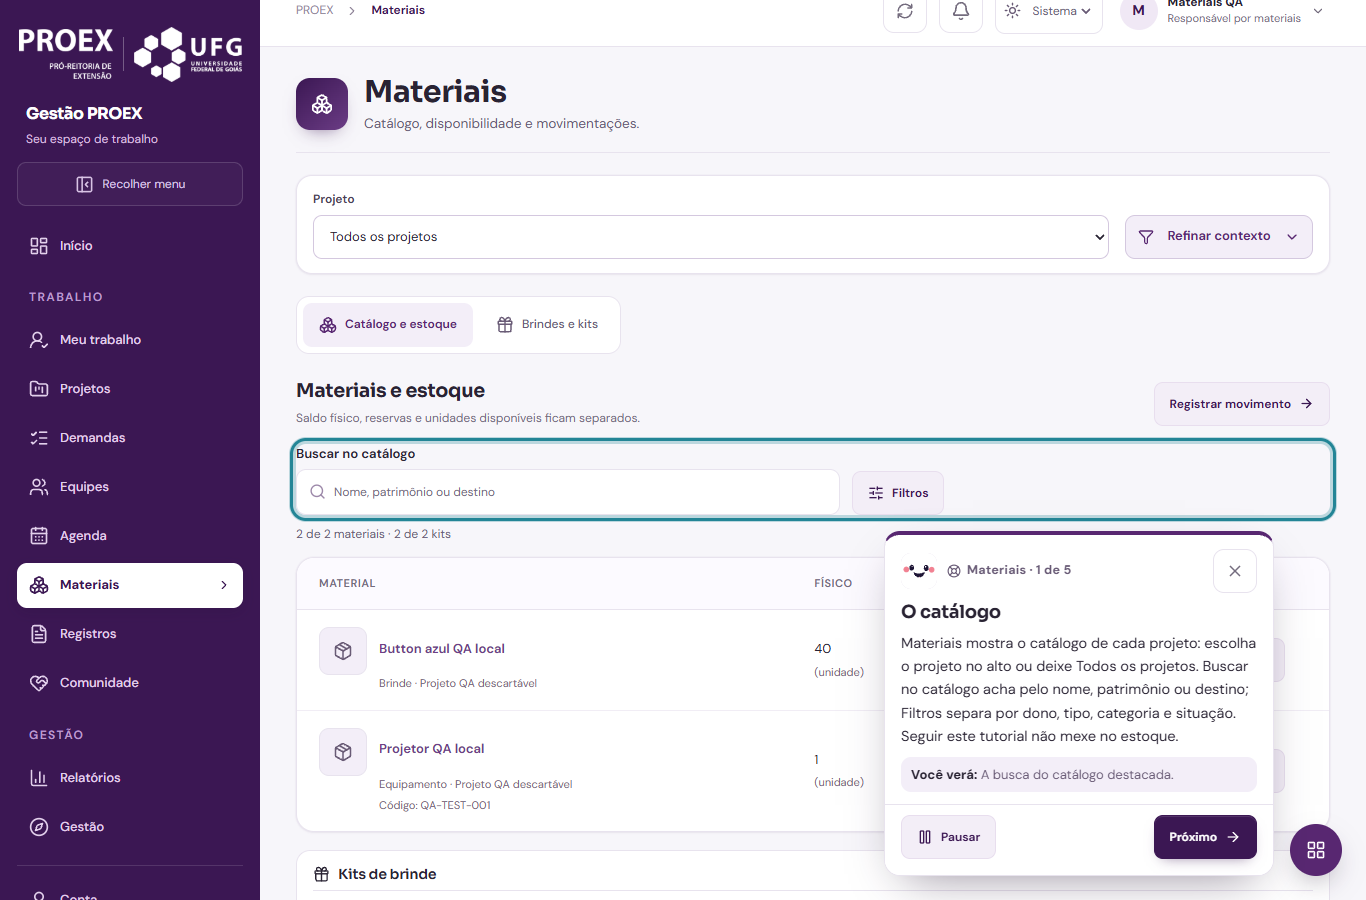 PROEX
PRÓ-REITORIA DE
EXTENSÃO
UFG
UNIVERSIDADE
FEDERAL DE GOIÁS
Gestão PROEX
Seu espaço de trabalho
Recolher menu
Início
TRABALHO
Meu trabalho
Projetos
Demandas
Equipes
Agenda
Materiais
Registros
Comunidade
GESTÃO
Relatórios
Gestão
Conta
PROEX
Materiais
Sistema
M
Materiais QA
Responsável por materiais
Materiais
Catálogo, disponibilidade e movimentações.
Projeto
Todos os projetos
Refinar contexto
Catálogo e estoque
Brindes e kits
Materiais e estoque
Saldo físico, reservas e unidades disponíveis ficam separados.
Registrar movimento
Buscar no catálogo
Nome, patrimônio ou destino
Filtros
2 de 2 materiais · 2 de 2 kits
MATERIAL
FÍSICO
Button azul QA local
Brinde · Projeto QA descartável
40
(unidade)
Projetor QA local
Equipamento · Projeto QA descartável
Código: QA-TEST-001
1
(unidade)
Kits de brinde
Materiais · 1 de 5
O catálogo
Materiais mostra o catálogo de cada projeto: escolha
o projeto no alto ou deixe Todos os projetos. Buscar
no catálogo acha pelo nome, patrimônio ou destino;
Filtros separa por dono, tipo, categoria e situação.
Seguir este tutorial não mexe no estoque.
Você verá: A busca do catálogo destacada.
Pausar
Próximo